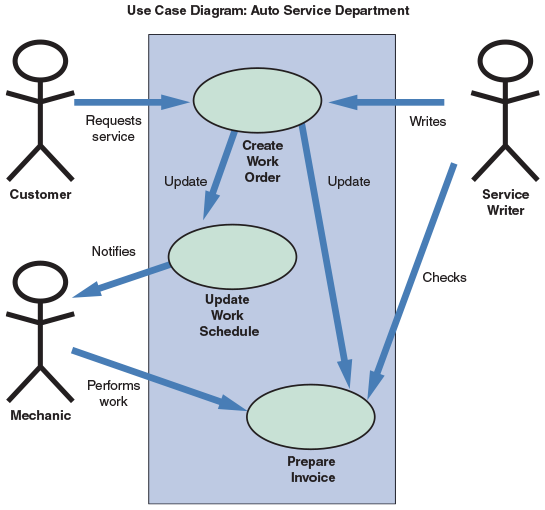 Use Case Diagram: Auto Service Department
Requests
service
Writes
Create
Work
Order
Customer
Service
Writer
Update
Update
Notifies
Checks
Update
Work
Schedule
Mechanic
Performs
work
Prepare
Invoice